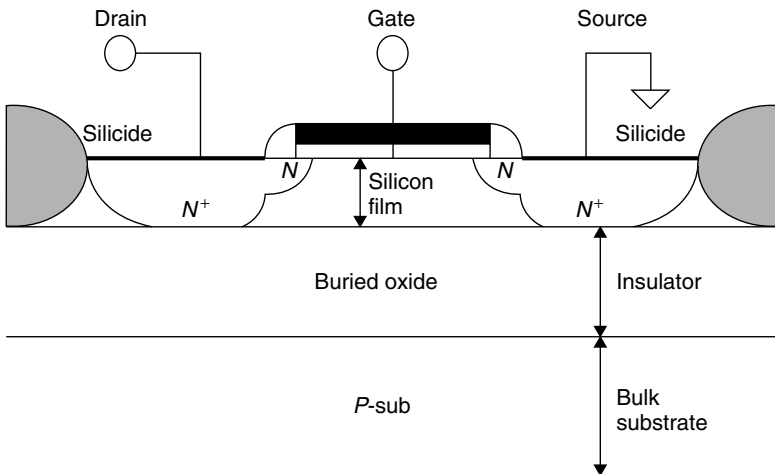 Drain
Gate
Source
Silicide
Silicide
N
N
Silicon
film
N+
N+
Buried oxide
Insulator
P-sub
Bulk
substrate